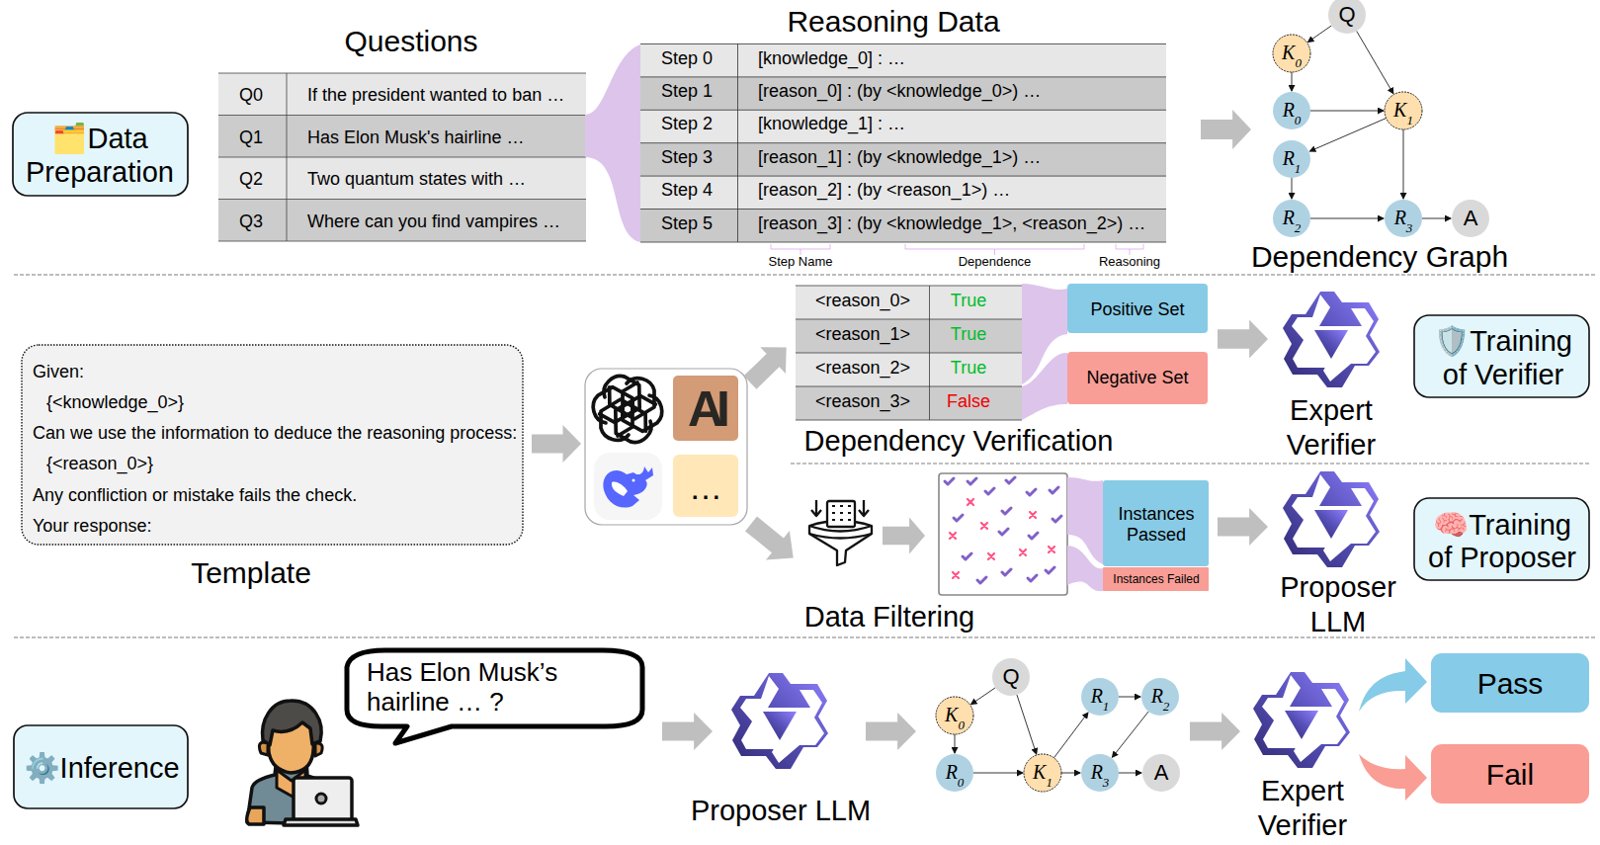 Questions
Reasoning Data
Data
Preparation
Q0 If the president wanted to ban ...
Q1 Has Elon Musk's hairline ...
Q2 Two quantum states with ...
Q3 Where can you find vampires ...
Step 0 [knowledge_0] : ...
Step 1 [reason_0] : (by <knowledge_0>) ...
Step 2 [knowledge_1] : ...
Step 3 [reason_1] : (by <knowledge_1>) ...
Step 4 [reason_2] : (by <reason_1>) ...
Step 5 [reason_3] : (by <knowledge_1>, <reason_2>) ...
Step Name Dependence Reasoning
Q
K0
R0 K1
R1
R2 R3 A
Dependency Graph
Given:
{<knowledge_0>}
Can we use the information to deduce the reasoning process:
{<reason_0>}
Any confliction or mistake fails the check.
Your response:
Template
AI
...
<reason_0> True
<reason_1> True
<reason_2> True
<reason_3> False
Dependency Verification
Positive Set
Negative Set
Expert
Verifier
Training
of Verifier
Data Filtering
Instances
Passed
Instances Failed
Proposer
LLM
Training
of Proposer
Inference
Has Elon Musk’s
hairline ... ?
Proposer LLM
Q R1 R2
K0
R0 K1 R3 A
Expert
Verifier
Pass
Fail